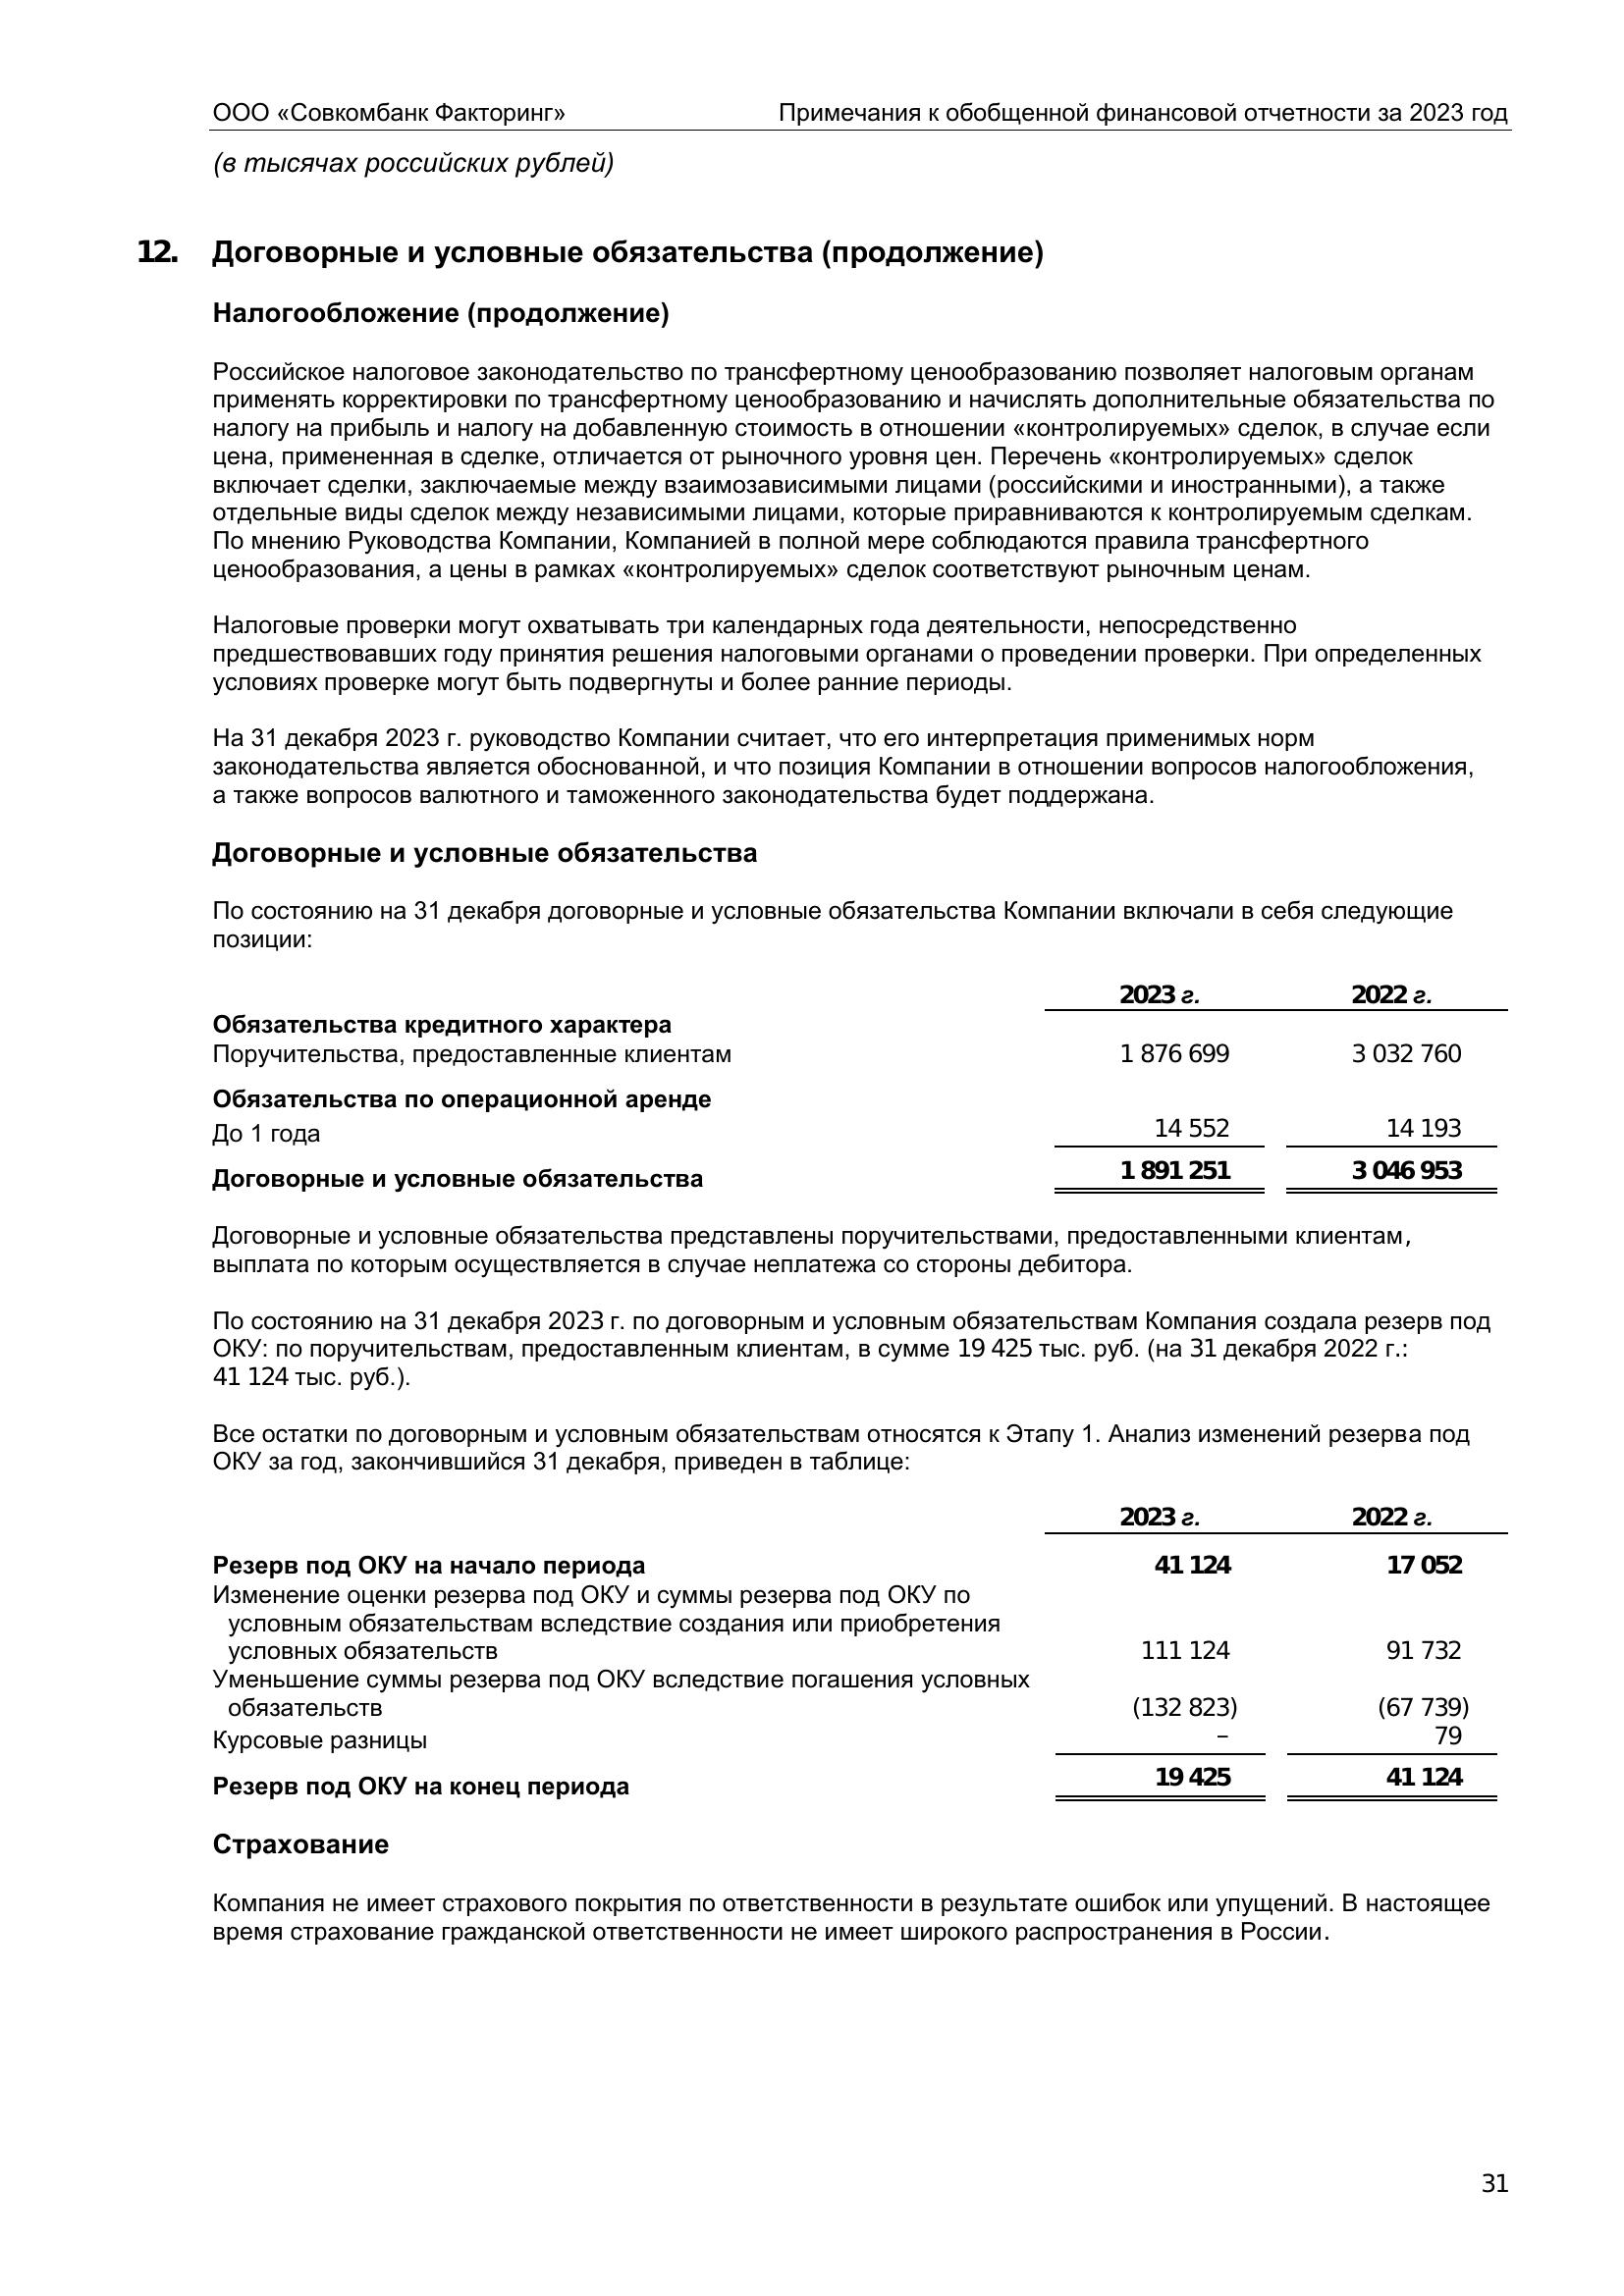 ООО «Совкомбанк Факторинг» Примечания к обобщенной финансовой отчетности за 2023 год
(в тысячах российских рублей)
12. Договорные и условные обязательства (продолжение)
Налогообложение (продолжение)
Российское налоговое законодательство по трансфертному ценообразованию позволяет налоговым органам
применять корректировки по трансфертному ценообразованию и начислять дополнительные обязательства по
налогу на прибыль и налогу на добавленную стоимость в отношении «контролируемых» сделок, в случае если
цена, примененная в сделке, отличается от рыночного уровня цен. Перечень «контролируемых» сделок
включает сделки, заключаемые между взаимозависимыми лицами (российскими и иностранными), а также
отдельные виды сделок между независимыми лицами, которые приравниваются к контролируемым сделкам.
По мнению Руководства Компании, Компанией в полной мере соблюдаются правила трансфертного
ценообразования, а цены в рамках «контролируемых» сделок соответствуют рыночным ценам.
Налоговые проверки могут охватывать три календарных года деятельности, непосредственно
предшествовавших году принятия решения налоговыми органами о проведении проверки. При определенных
условиях проверке могут быть подвергнуты и более ранние периоды.
На 31 декабря 2023 г. руководство Компании считает, что его интерпретация применимых норм
законодательства является обоснованной, и что позиция Компании в отношении вопросов налогообложения,
а также вопросов валютного и таможенного законодательства будет поддержана.
Договорные и условные обязательства
По состоянию на 31 декабря договорные и условные обязательства Компании включали в себя следующие
позиции:
2023 г. 2022 г.
Обязательства кредитного характера
Поручительства, предоставленные клиентам 1 876 699 3 032 760
Обязательства по операционной аренде
До 1 года 14 552 14 193
Договорные и условные обязательства 1 891 251 3 046 953
Договорные и условные обязательства представлены поручительствами, предоставленными клиентам,
выплата по которым осуществляется в случае неплатежа со стороны дебитора.
По состоянию на 31 декабря 2023 г. по договорным и условным обязательствам Компания создала резерв под
ОКУ: по поручительствам, предоставленным клиентам, в сумме 19 425 тыс. руб. (на 31 декабря 2022 г.:
41 124 тыс. руб.).
Все остатки по договорным и условным обязательствам относятся к Этапу 1. Анализ изменений резерва под
ОКУ за год, закончившийся 31 декабря, приведен в таблице:
2023 г. 2022 г.
Резерв под ОКУ на начало периода 41 124 17 052
Изменение оценки резерва под ОКУ и суммы резерва под ОКУ по
условным обязательствам вследствие создания или приобретения
условных обязательств 111 124 91 732
Уменьшение суммы резерва под ОКУ вследствие погашения условных
обязательств (132 823) (67 739)
Курсовые разницы – 79
Резерв под ОКУ на конец периода 19 425 41 124
Страхование
Компания не имеет страхового покрытия по ответственности в результате ошибок или упущений. В настоящее
время страхование гражданской ответственности не имеет широкого распространения в России.
31